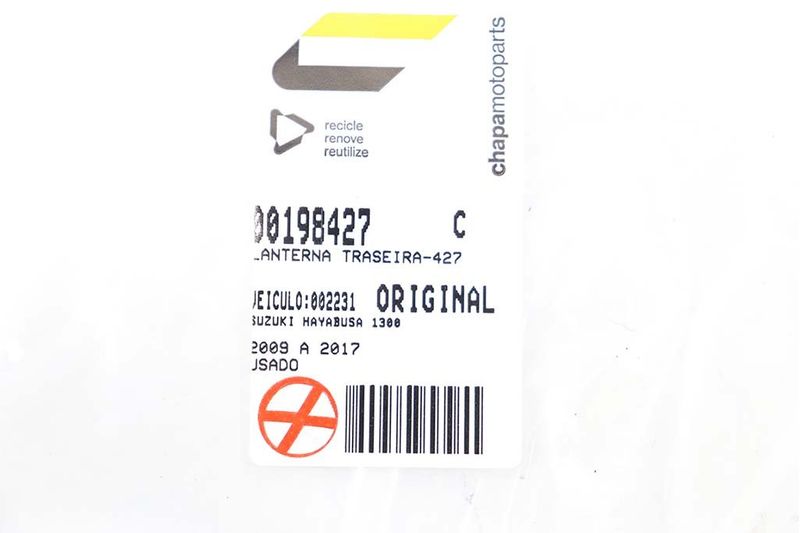 chapamotoparts
recicle
renove
reutilize
00198427 C
LANTERNA TRASEIRA-427
VEICULO:002231 ORIGINAL
SUZUKI HAYABUSA 1300
2009 A 2017
USADO